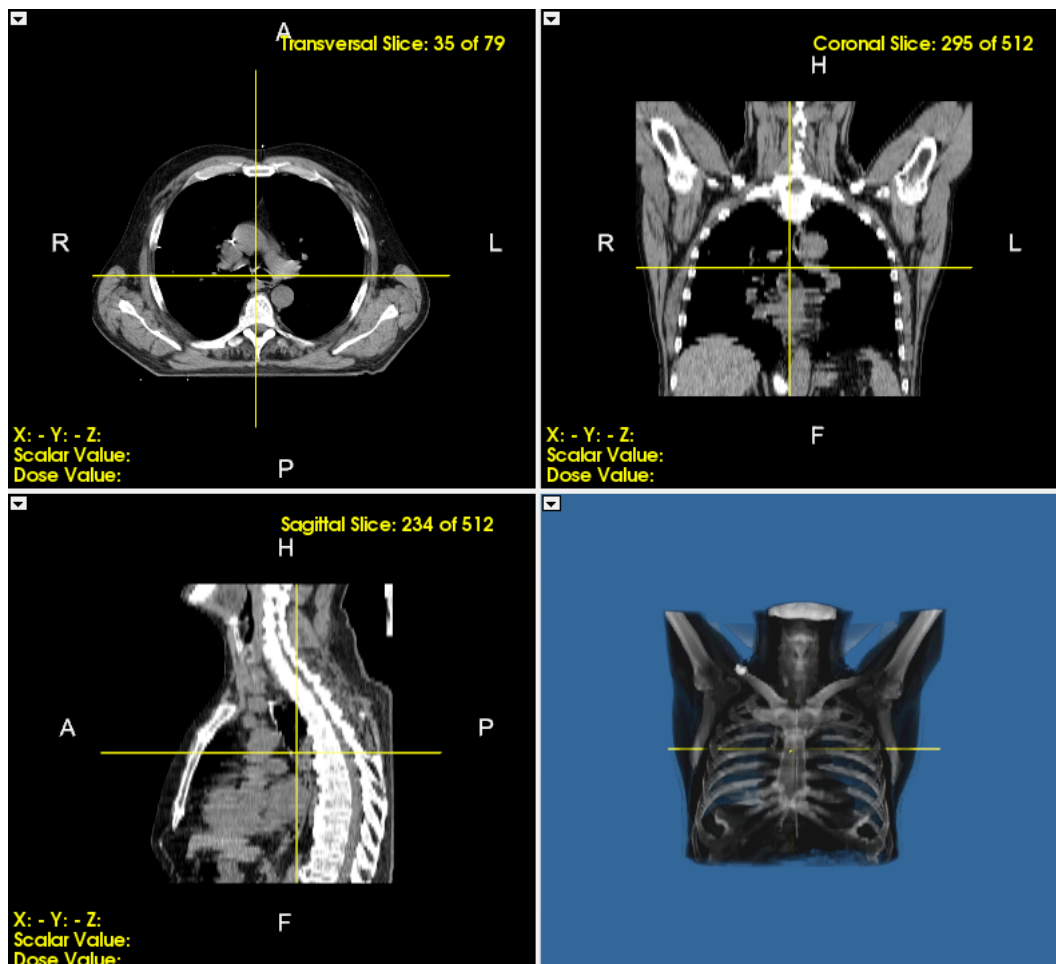 A
Transversal Slice: 35 of 79
R
L
X: - Y: - Z:
Scalar Value:
Dose Value:
P
Coronal Slice: 295 of 512
H
R
L
X: - Y: - Z:
Scalar Value:
Dose Value:
F
Sagittal Slice: 234 of 512
H
A
P
X: - Y: - Z:
Scalar Value:
Dose Value:
F